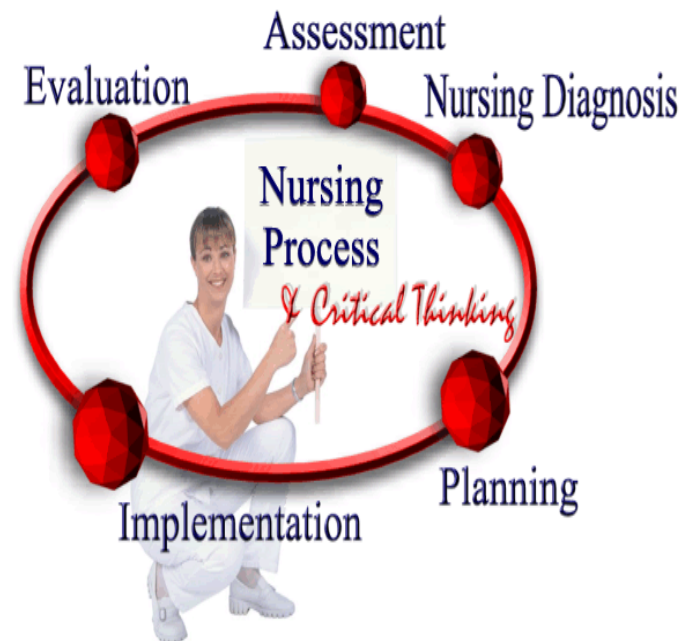 Assessment
Evaluation
Nursing Diagnosis
Nursing
Process
& Critical Thinking
Planning
Implementation